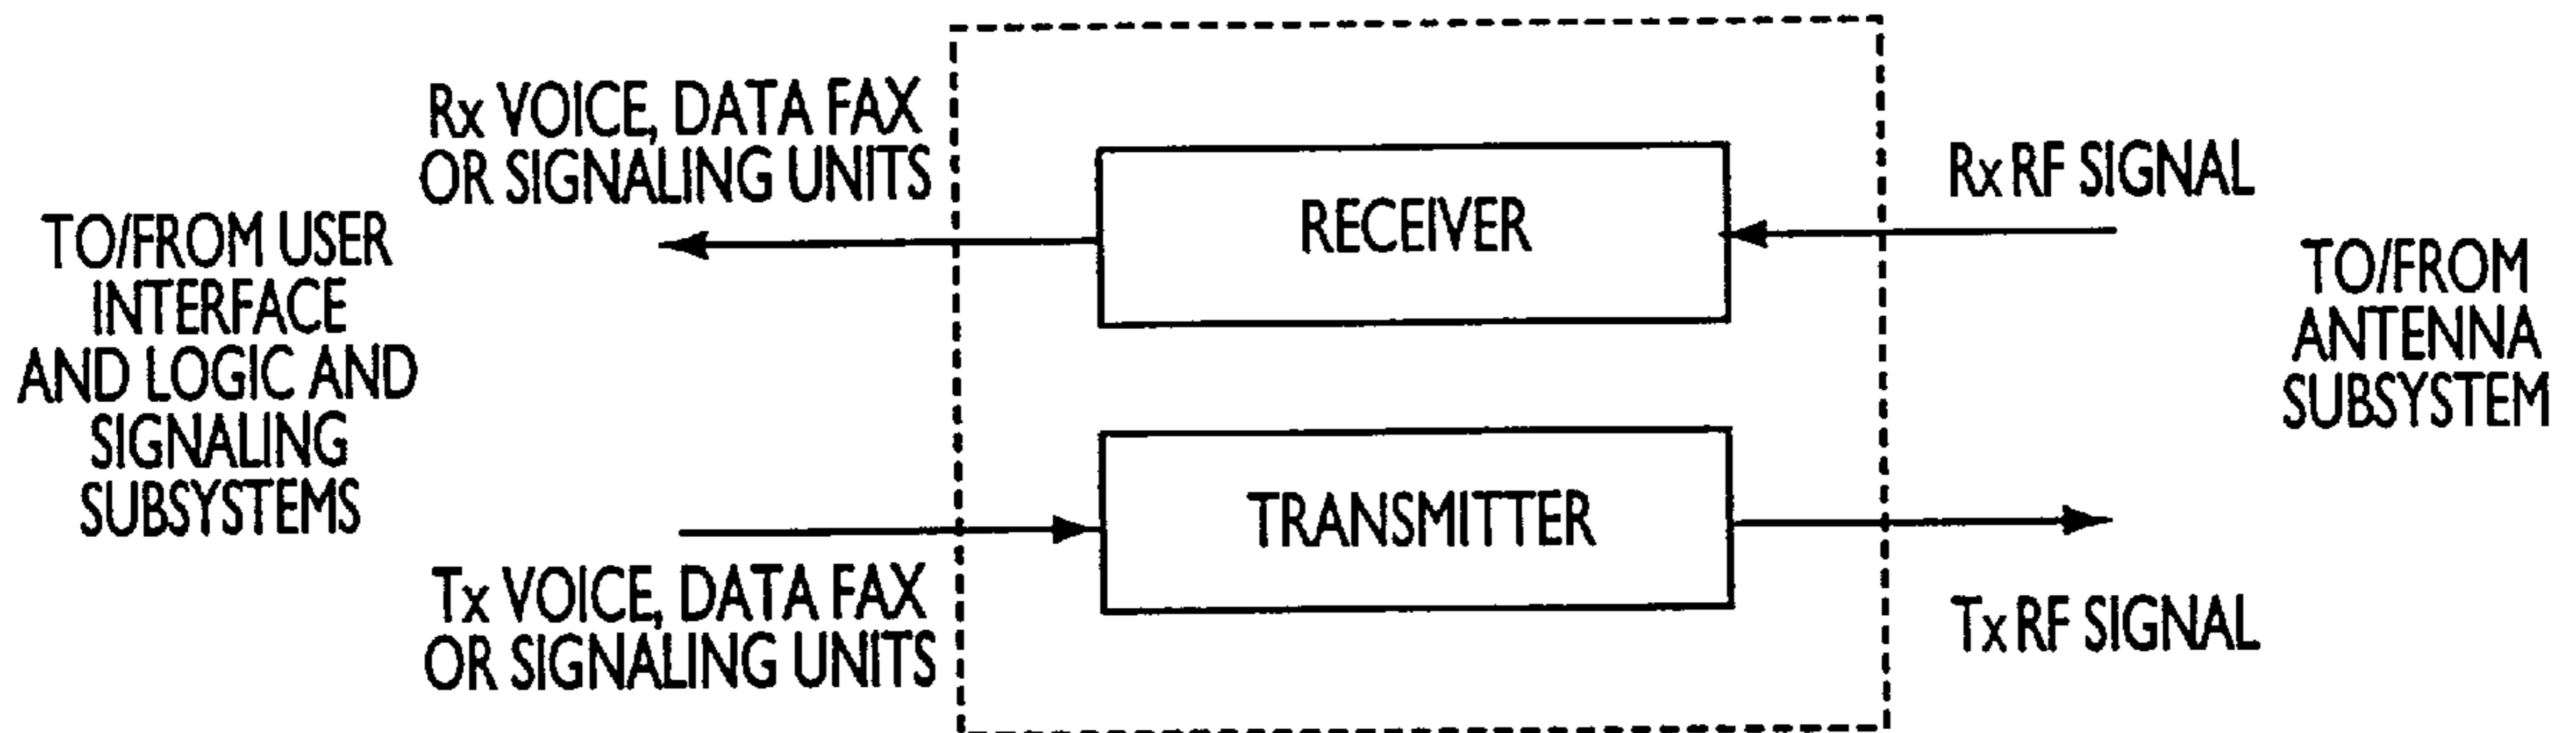 Rx VOICE, DATA FAX
OR SIGNALING UNITS
TO/FROM USER
INTERFACE
AND LOGIC AND
SIGNALING
SUBSYSTEMS
RECEIVER
Rx RF SIGNAL
TO/FROM
ANTENNA
SUBSYSTEM
TRANSMITTER
Tx VOICE, DATA FAX
OR SIGNALING UNITS
Tx RF SIGNAL